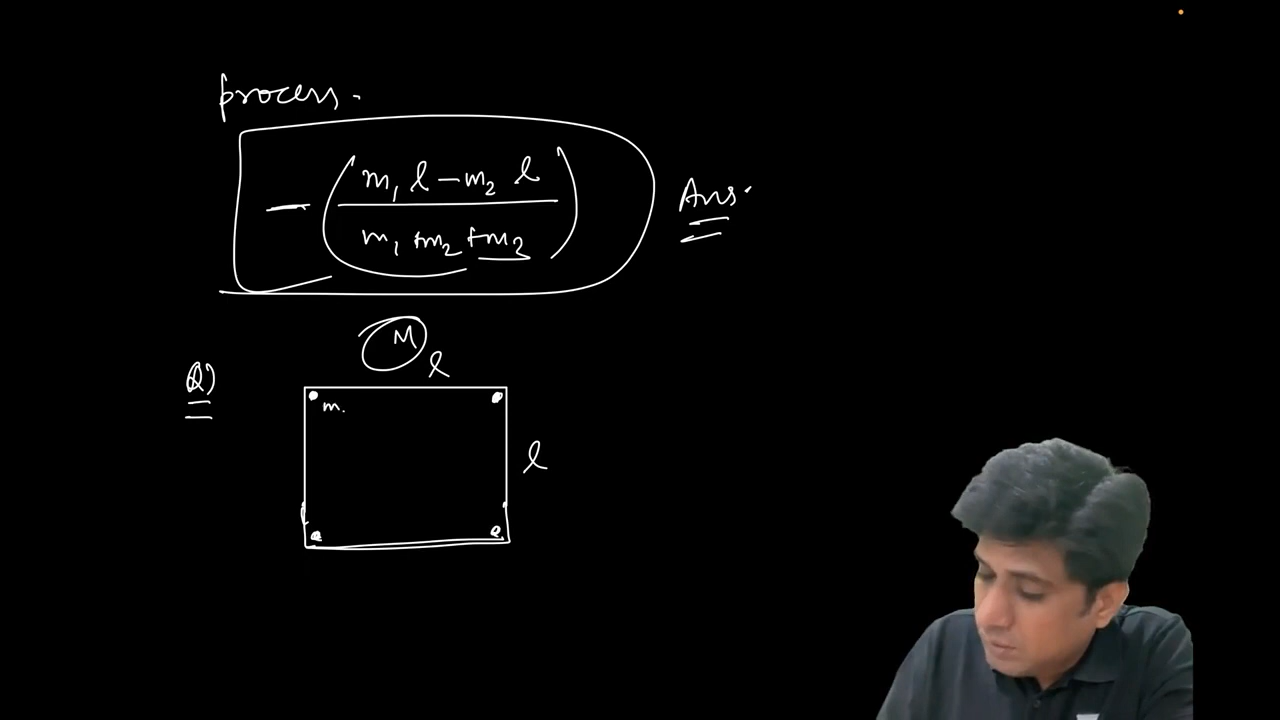 process.
- (m₁ l - m₂ l / m₁ + m₂ + m₃) Ans.
M
l
Q)
m.
l